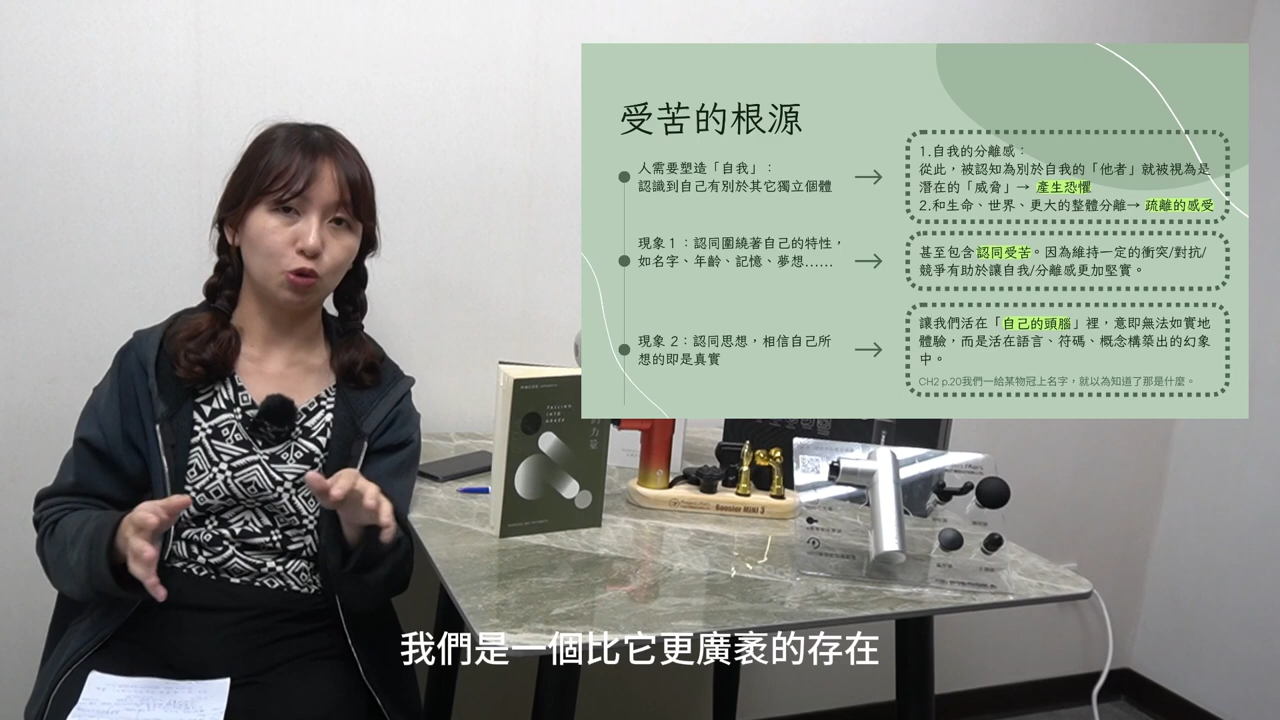 受苦的根源
人需要塑造「自我」：
認識到自己有別於其它獨立個體
1.自我的分離感：
從此，被認知為別於自我的「他者」就被視為是
潛在的「威脅」→ 產生恐懼
2.和生命、世界、更大的整體分離→ 疏離的感受
現象 1 ：認同圍繞著自己的特性，
如名字、年齡、記憶、夢想……
甚至包含認同受苦。因為維持一定的衝突/對抗/
競爭有助於讓自我/分離感更加堅實。
現象 2：認同思想，相信自己所
想的即是真實
讓我們活在「自己的頭腦」裡，意即無法如實地
體驗，而是活在語言、符碼、概念構築出的幻象
中。
CH2 p.20我們一給某物冠上名字，就以為知道了那是什麼。
FALLING
INTO
GRACE
的力量
Booster MINI 3
我們是一個比它更廣袤的存在